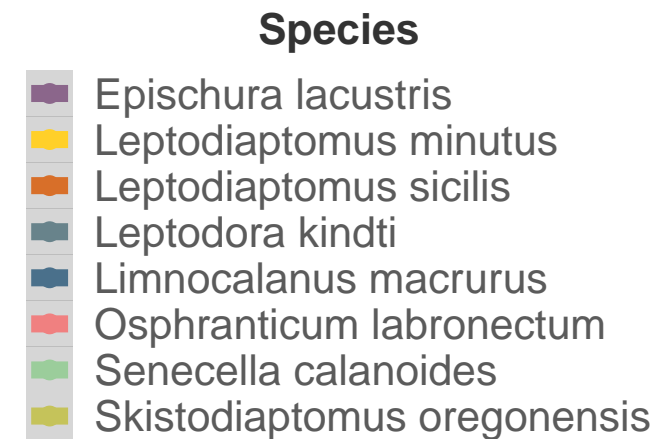 Species
Epischura lacustris
Leptodiaptomus minutus
Leptodiaptomus sicilis
Leptodora kindti
Limnocalanus macrurus
Osphranticum labronectum
Senecella calanoides
Skistodiaptomus oregonensis